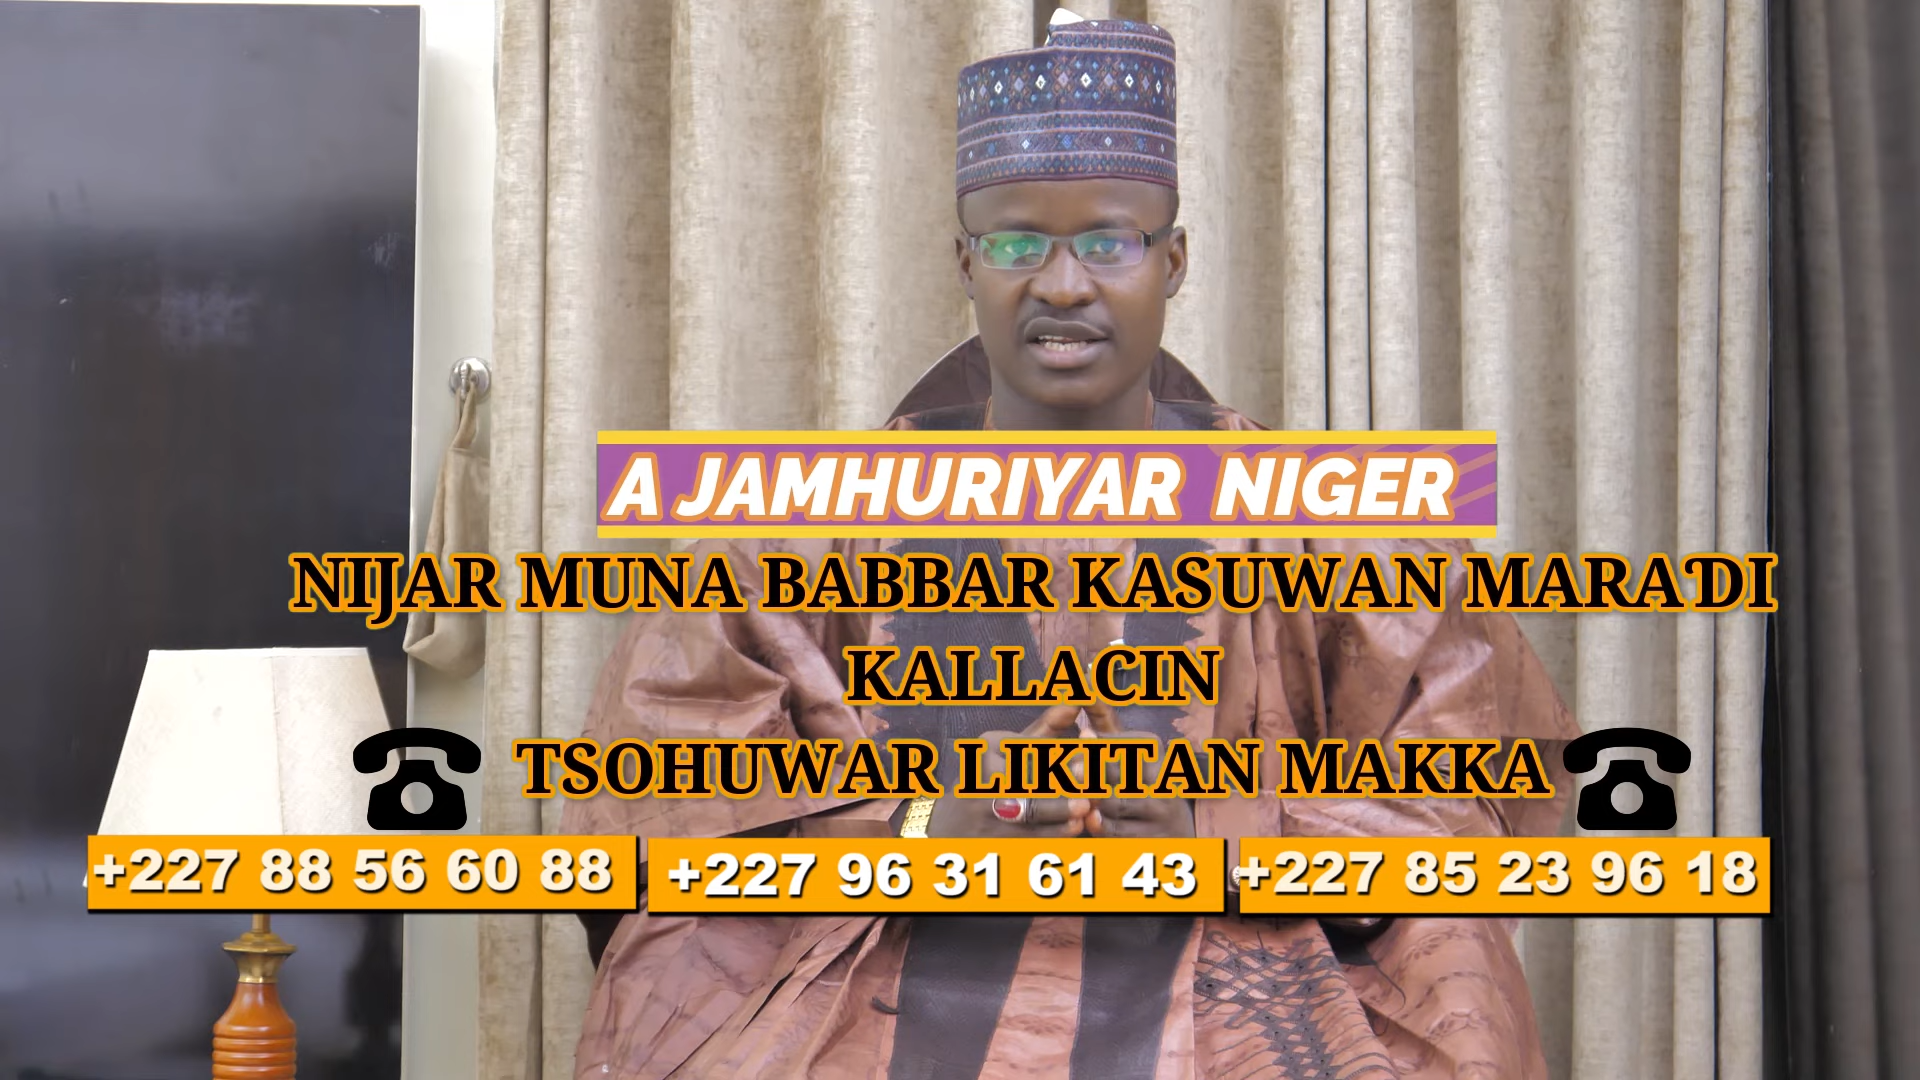 A JAMHURIYAR NIGER
NIJAR MUNA BABBAR KASUWAN MARAƊI
KALLACIN
TSOHUWAR LIKITAN MAKKA
+227 88 56 60 88
+227 96 31 61 43
+227 85 23 96 18